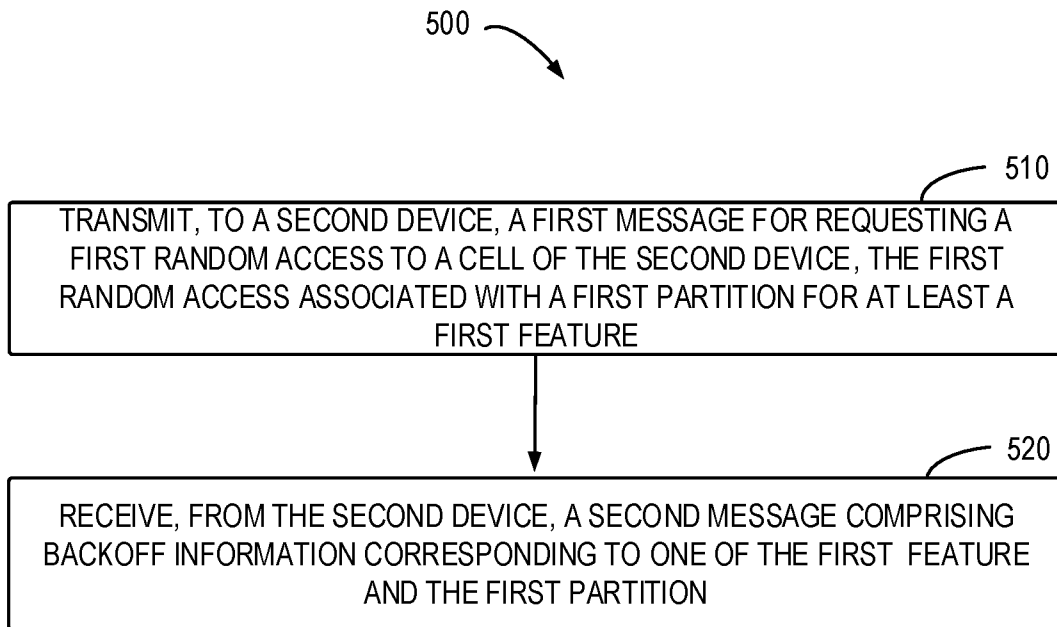 500
510
TRANSMIT, TO A SECOND DEVICE, A FIRST MESSAGE FOR REQUESTING A
FIRST RANDOM ACCESS TO A CELL OF THE SECOND DEVICE, THE FIRST
RANDOM ACCESS ASSOCIATED WITH A FIRST PARTITION FOR AT LEAST A
FIRST FEATURE
520
RECEIVE, FROM THE SECOND DEVICE, A SECOND MESSAGE COMPRISING
BACKOFF INFORMATION CORRESPONDING TO ONE OF THE FIRST FEATURE
AND THE FIRST PARTITION